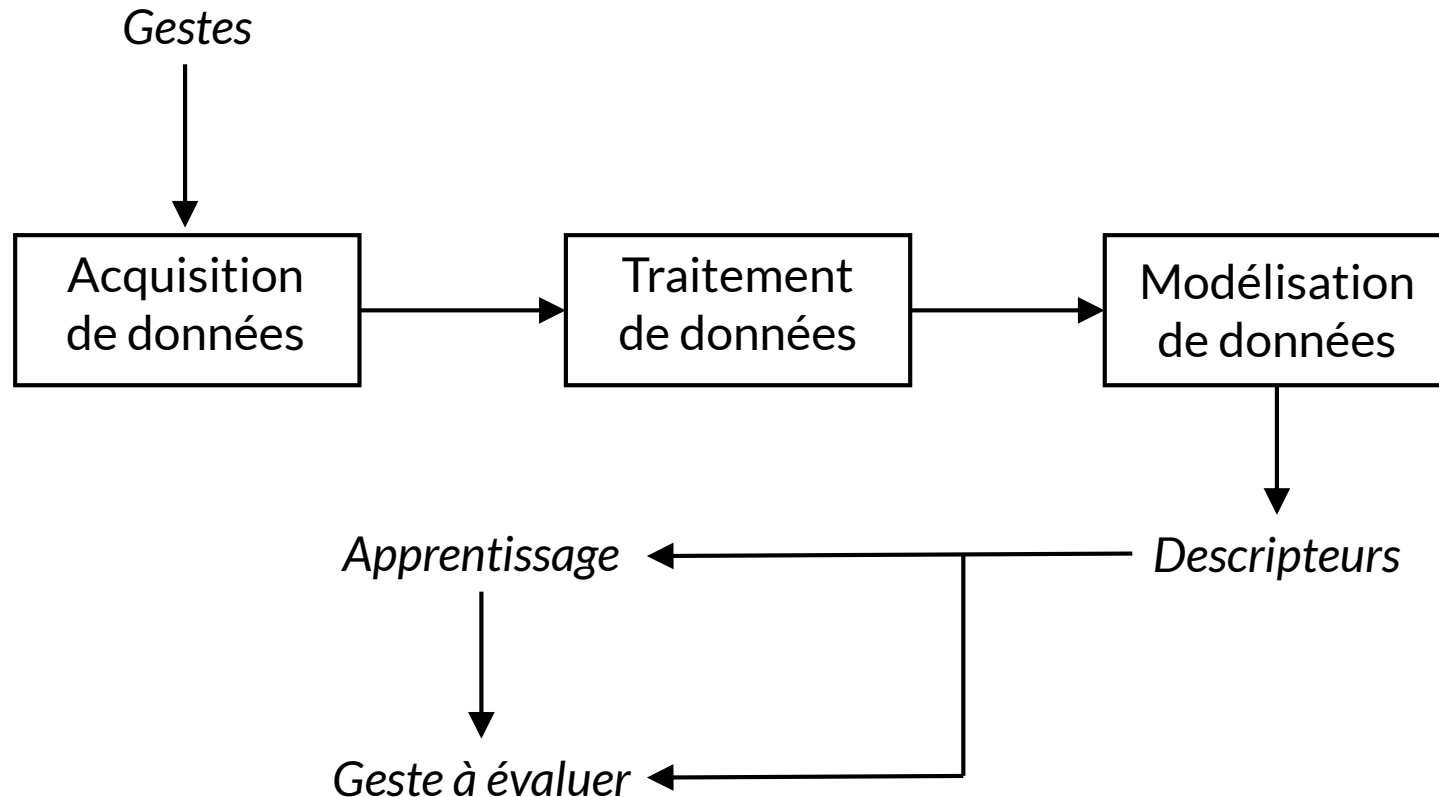 Gestes
Acquisition
de données
Traitement
de données
Modélisation
de données
Apprentissage
Descripteurs
Geste à évaluer